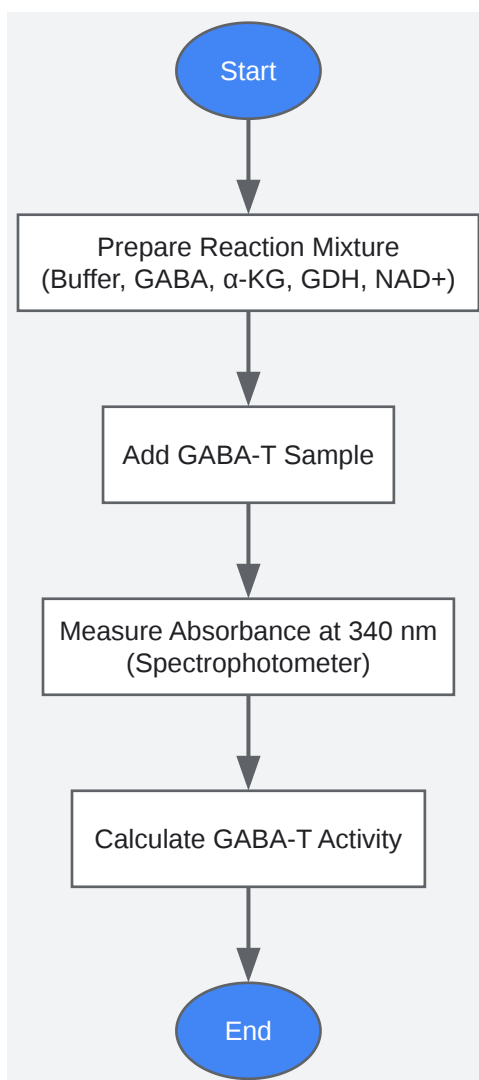 Start
Prepare Reaction Mixture
(Buffer, GABA, α-KG, GDH, NAD+)
Add GABA-T Sample
Measure Absorbance at 340 nm
(Spectrophotometer)
Calculate GABA-T Activity
End